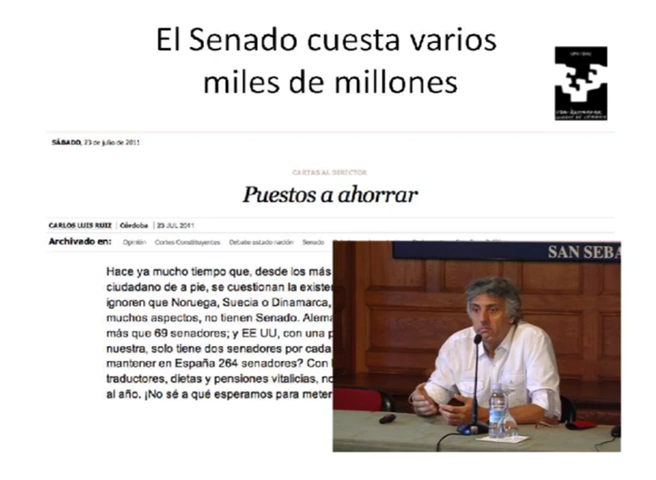 El Senado cuesta varios
miles de millones
SÁBADO, 23 de julio de 2011
CARTAS AL DIRECTOR
Puestos a ahorrar
CARLOS LUIS RUIZ | Córdoba | 23 JUL 2011
Archivado en: Opinión Cortes Constituyentes Debate estado nación Senado
Hace ya mucho tiempo que, desde los más
ciudadano de a pie, se cuestionan la existe
ignoren que Noruega, Suecia o Dinamarca,
muchos aspectos, no tienen Senado. Alema
más que 69 senadores; y EE UU, con una p
nuestra, solo tiene dos senadores por cada
mantener en España 264 senadores? Con
traductores, dietas y pensiones vitalicias, no
al año. ¡No sé a qué esperamos para meter
SAN SEBA